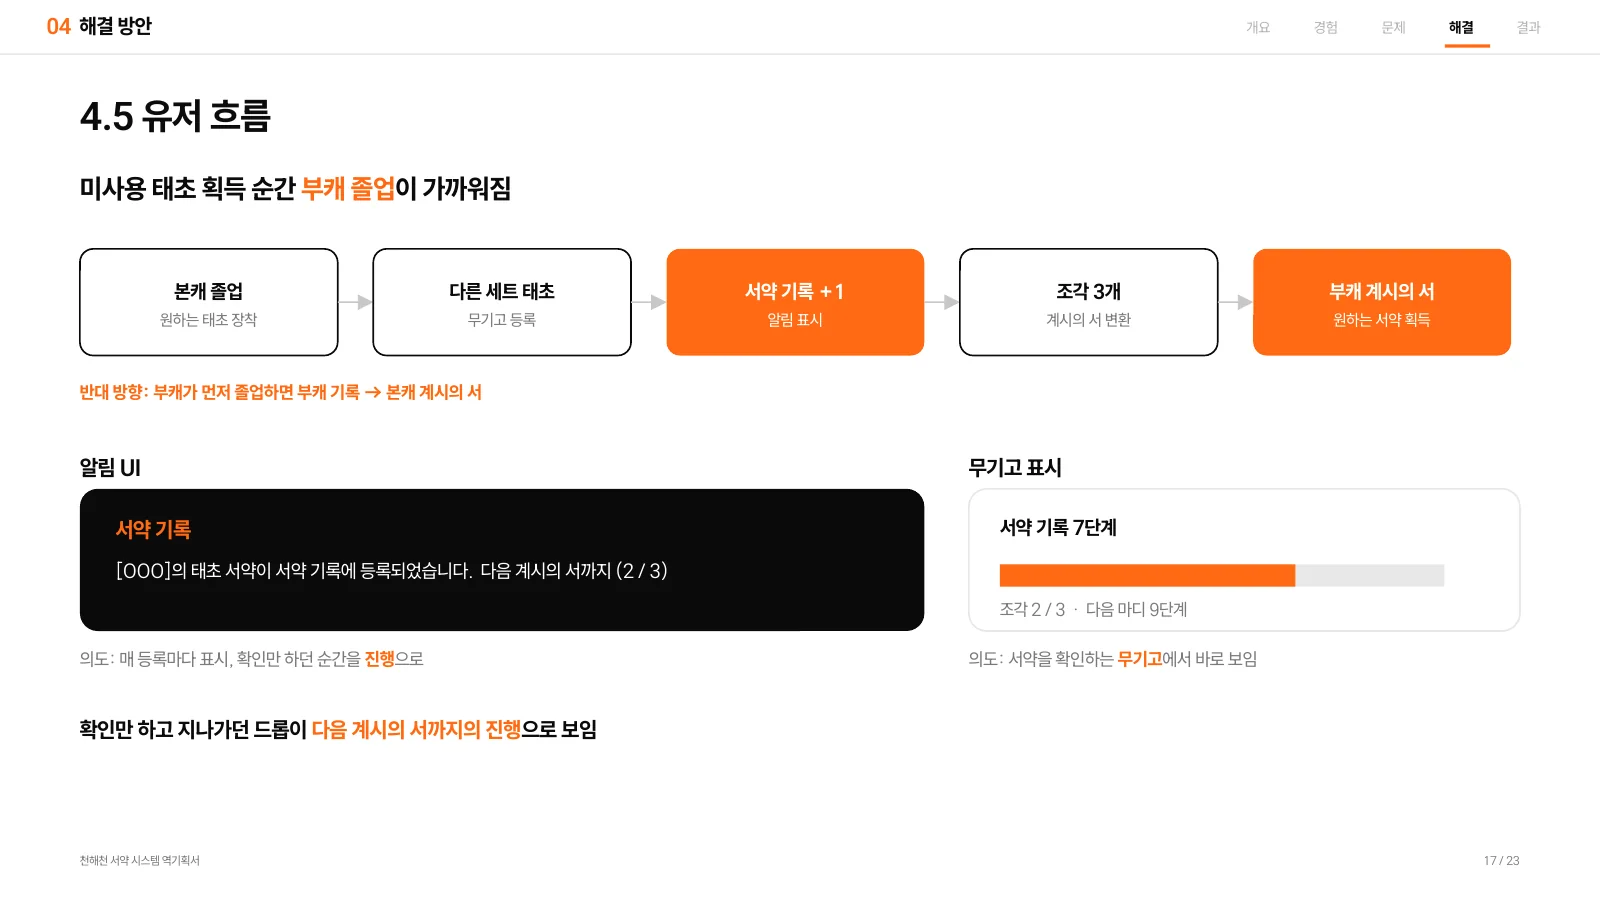 04 해결 방안
개요 경험 문제 해결 결과
4.5 유저 흐름
미사용 태초 획득 순간 부캐 졸업이 가까워짐
본캐 졸업
원하는 태초 장착
다른 세트 태초
무기고 등록
서약 기록 +1
알림 표시
조각 3개
계시의 서 변환
부캐 계시의 서
원하는 서약 획득
반대 방향: 부캐가 먼저 졸업하면 부캐 기록 → 본캐 계시의 서
알림 UI
서약 기록
[OOO]의 태초 서약이 서약 기록에 등록되었습니다. 다음 계시의 서까지 (2 / 3)
의도: 매 등록마다 표시, 확인만 하던 순간을 진행으로
무기고 표시
서약 기록 7단계
조각 2 / 3 · 다음 마디 9단계
의도: 서약을 확인하는 무기고에서 바로 보임
확인만 하고 지나가던 드롭이 다음 계시의 서까지의 진행으로 보임
천해천 서약 시스템 역기획서
17 / 23